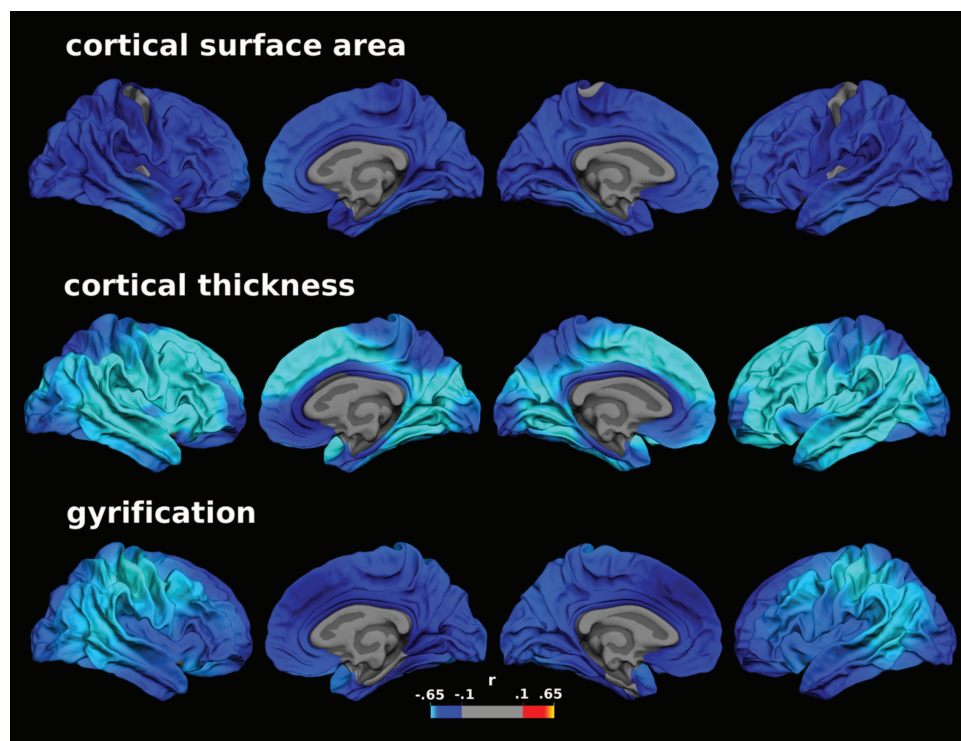 cortical surface area
cortical thickness
gyrification
r
-.65 -.1 .1 .65